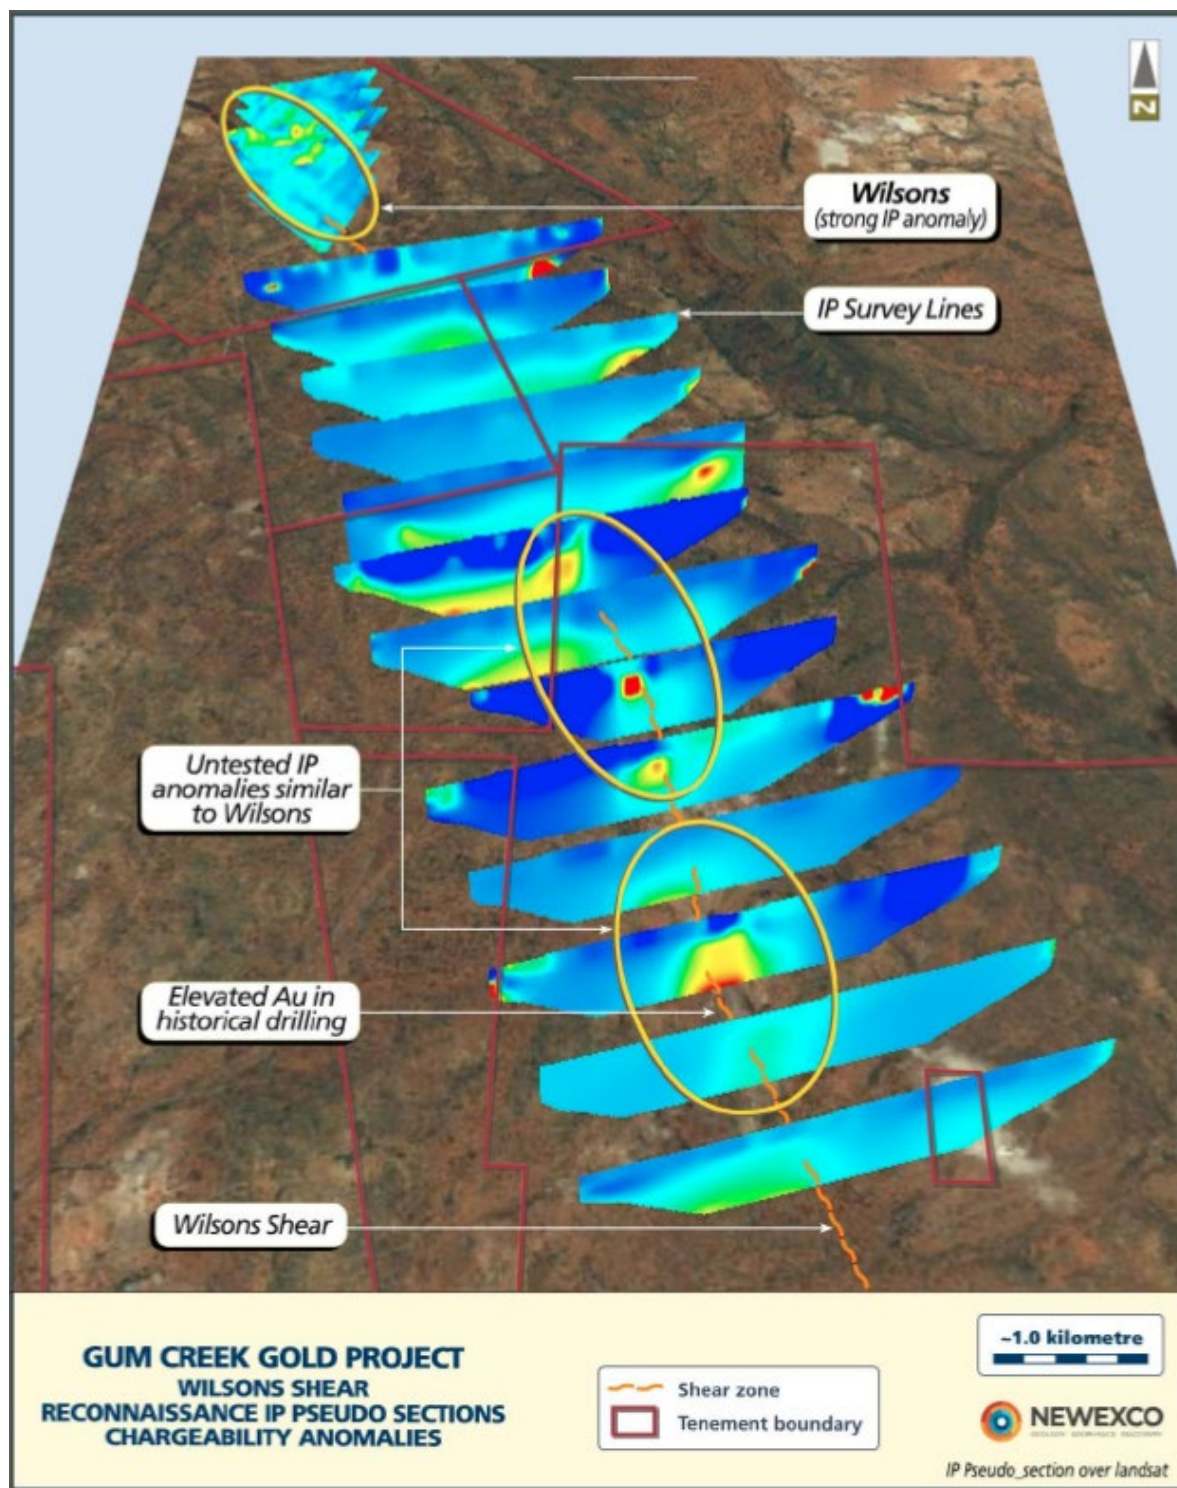 N
Wilsons
(strong IP anomaly)
IP Survey Lines
Untested IP
anomalies similar
to Wilsons
Elevated Au in
historical drilling
Wilsons Shear
GUM CREEK GOLD PROJECT
WILSONS SHEAR
RECONNAISSANCE IP PSEUDO SECTIONS
CHARGEABILITY ANOMALIES
Shear zone
Tenement boundary
~1.0 kilometre
NEWEXCO
IP Pseudo_section over landsat